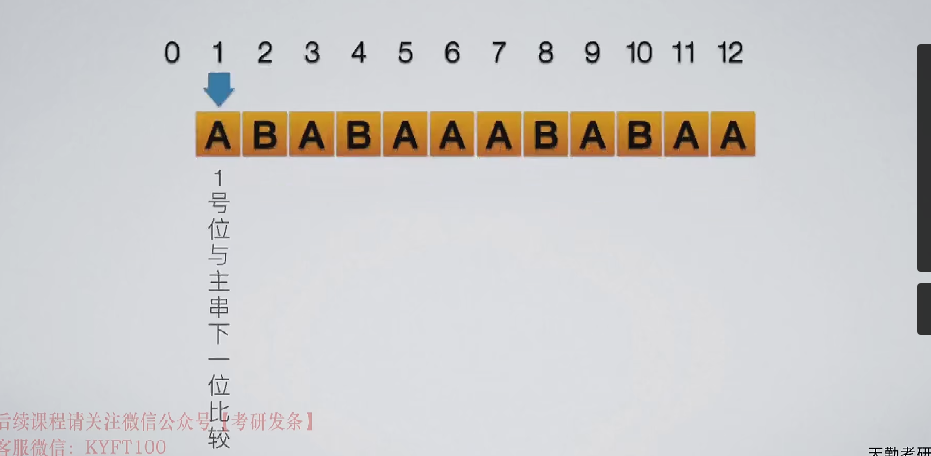 0 1 2 3 4 5 6 7 8 9 10 11 12
A B A B A A A B A B A A
1号位与主串下一位比较
后续课程请关注微信公众号【考研发条】
客服微信: KYFT100
天勤考研